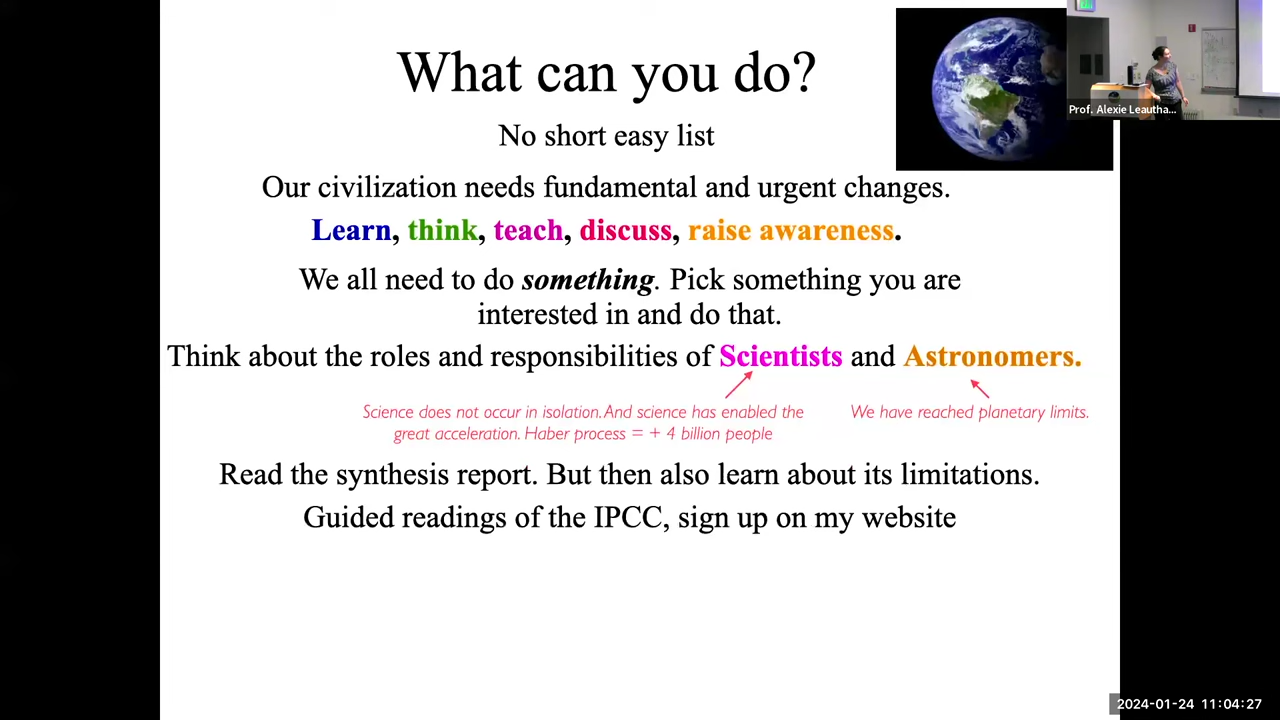 What can you do?
No short easy list
Our civilization needs fundamental and urgent changes.
Learn, think, teach, discuss, raise awareness.
We all need to do something. Pick something you are
interested in and do that.
Think about the roles and responsibilities of Scientists and Astronomers.
Science does not occur in isolation. And science has enabled the
great acceleration. Haber process = + 4 billion people
We have reached planetary limits.
Read the synthesis report. But then also learn about its limitations.
Guided readings of the IPCC, sign up on my website
Prof. Alexie Leautha...
2024-01-24 11:04:27